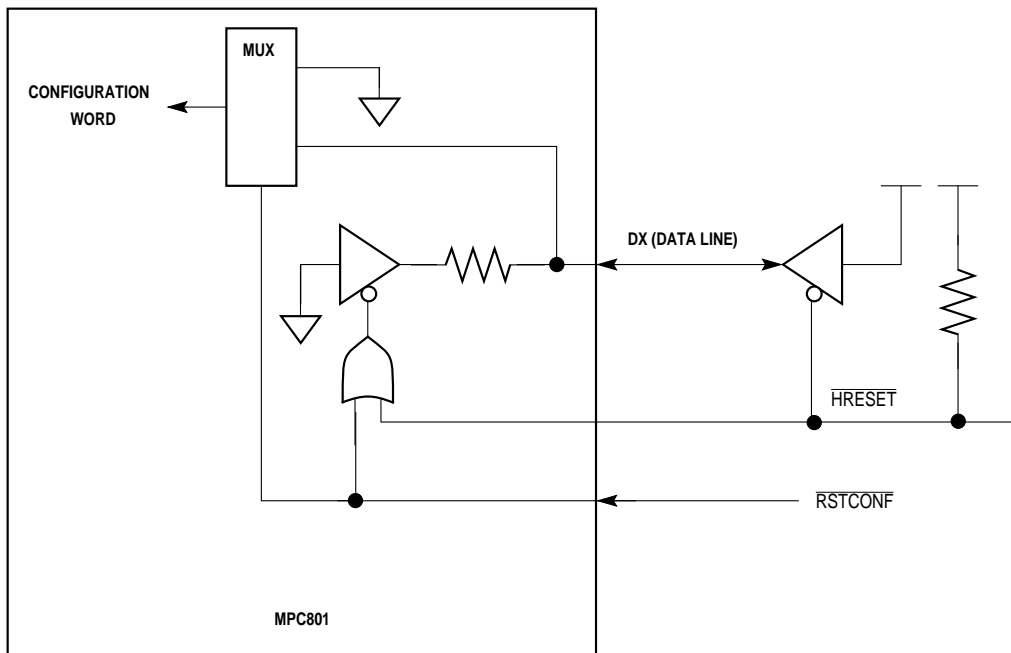 MUX
CONFIGURATION
WORD
DX (DATA LINE)
HRESET
RSTCONF
MPC801